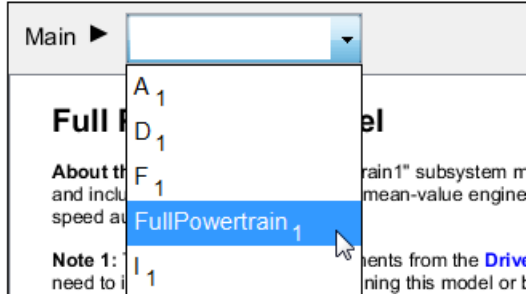 Main ►
A 1
Full el
D 1
About th rain1" subsystem m
F 1
and inclu mean-value engine
speed au
FullPowertrain 1
Note 1: ents from the Drive
I 1
need to i ning this model or b